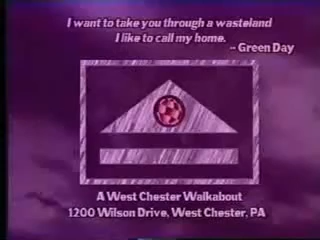 I want to take you through a wasteland
I like to call my home.
-- Green Day
A West Chester Walkabout
1200 Wilson Drive, West Chester, PA